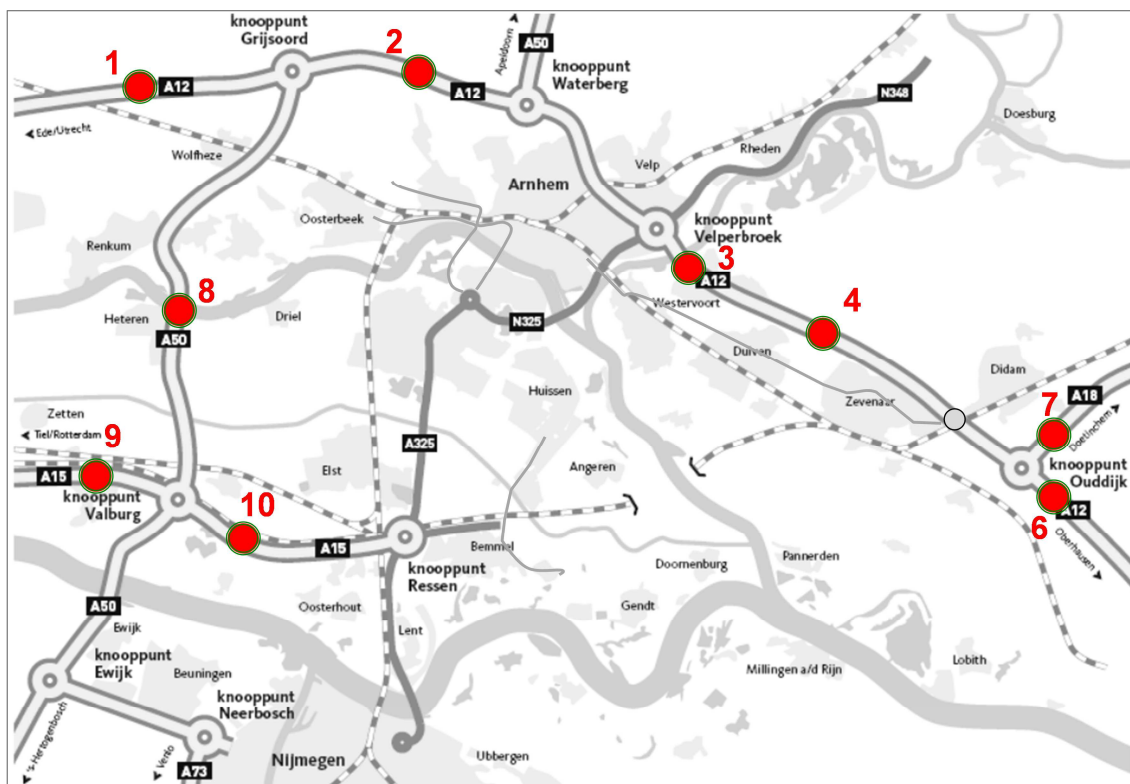 knooppunt
Grijsoord
1
2
A12
A12
Apeldoorn
A50
knooppunt
Waterberg
Ede/Utrecht
Wolfheze
N348
Doesburg
Rheden
Velp
Arnhem
Oosterbeek
knooppunt
Velperbroek
Renkum
3
A12
8
Heteren
Driel
A50
N325
Westervoort
4
Duiven
Didam
Huissen
Zevenaar
7
A18
Doetinchem
Zetten
Tiel/Rotterdam
9
A15
knooppunt
Valburg
A325
Elst
Angeren
knooppunt
Ouddijk
6
A12
Oberhausen
10
A15
Bemmel
knooppunt
Ressen
Doornenburg
Pannerden
A50
Oosterhout
Gendt
Ewijk
Lent
knooppunt
Ewijk
Beuningen
Millingen a/d Rijn
Lobith
knooppunt
Neerbosch
's-Hertogenbosch
Venlo
A73
Nijmegen
Ubbergen